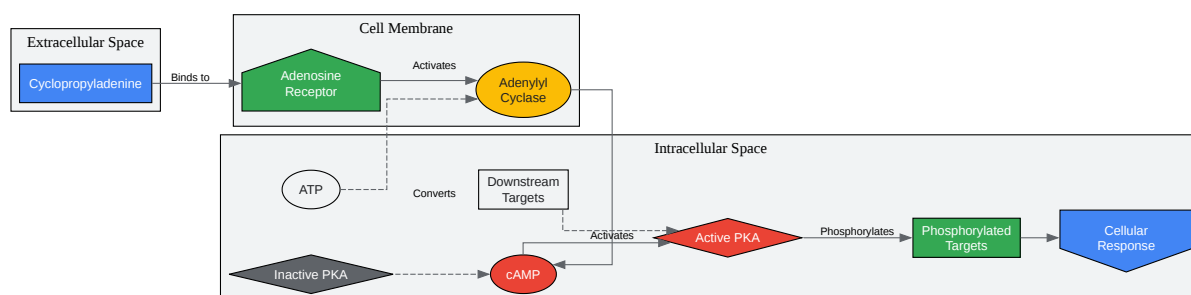 Cell Membrane
Extracellular Space
Cyclopropyladenine
Binds to
Adenosine
Receptor
Activates
Adenylyl
Cyclase
Intracellular Space
ATP
Converts
Downstream
Targets
Activates
Active PKA
Phosphorylates
Phosphorylated
Targets
Cellular
Response
Inactive PKA
cAMP